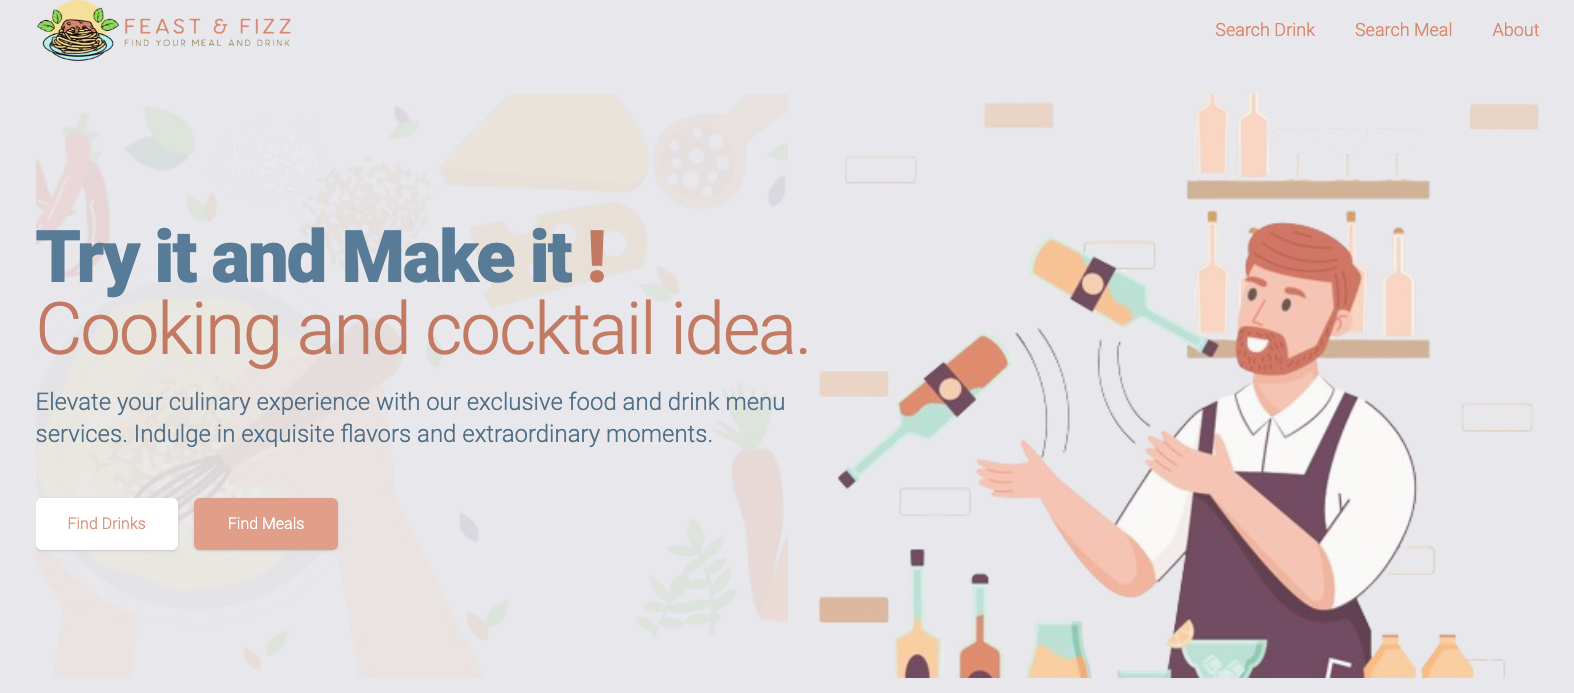 FEAST & FIZZ
FIND YOUR MEAL AND DRINK
Search Drink
Search Meal
About
Try it and Make it !
Cooking and cocktail idea.
Elevate your culinary experience with our exclusive food and drink menu
services. Indulge in exquisite flavors and extraordinary moments.
Find Drinks
Find Meals